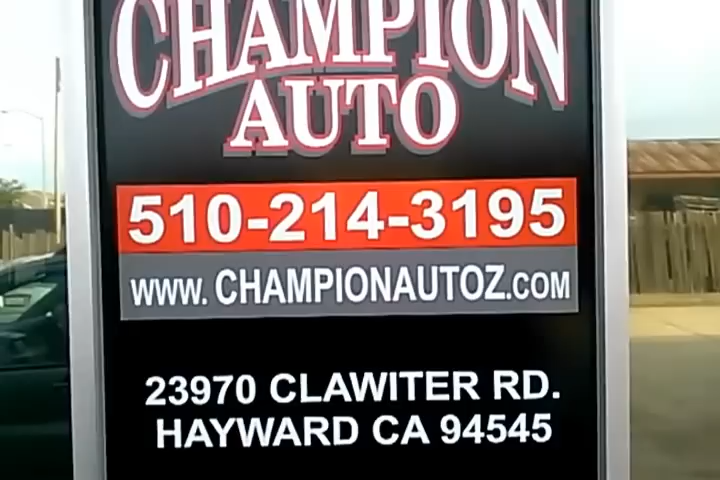 CHAMPION
AUTO
510-214-3195
WWW.CHAMPIONAUTOZ.COM
23970 CLAWITER RD.
HAYWARD CA 94545